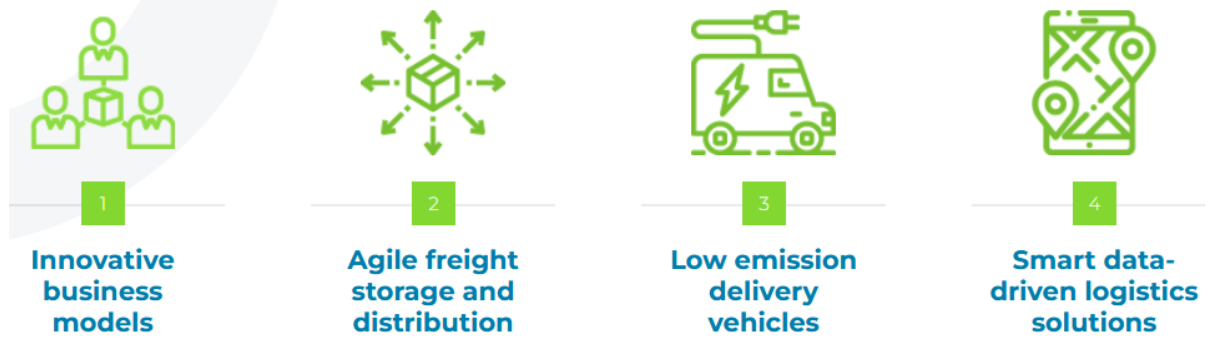 1
Innovative
business
models
2
Agile freight
storage and
distribution
3
Low emission
delivery
vehicles
4
Smart data-
driven logistics
solutions